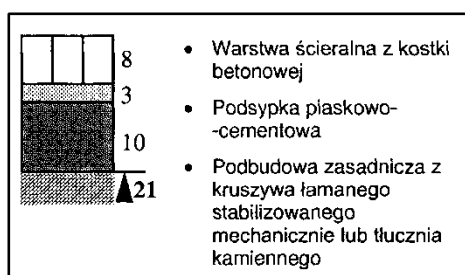 8
3
10
21
• Warstwa ścieralna z kostki
betonowej
• Podsypka piaskowo-
-cementowa
• Podbudowa zasadnicza z
kruszywa łamanego
stabilizowanego
mechanicznie lub tłucznia
kamiennego